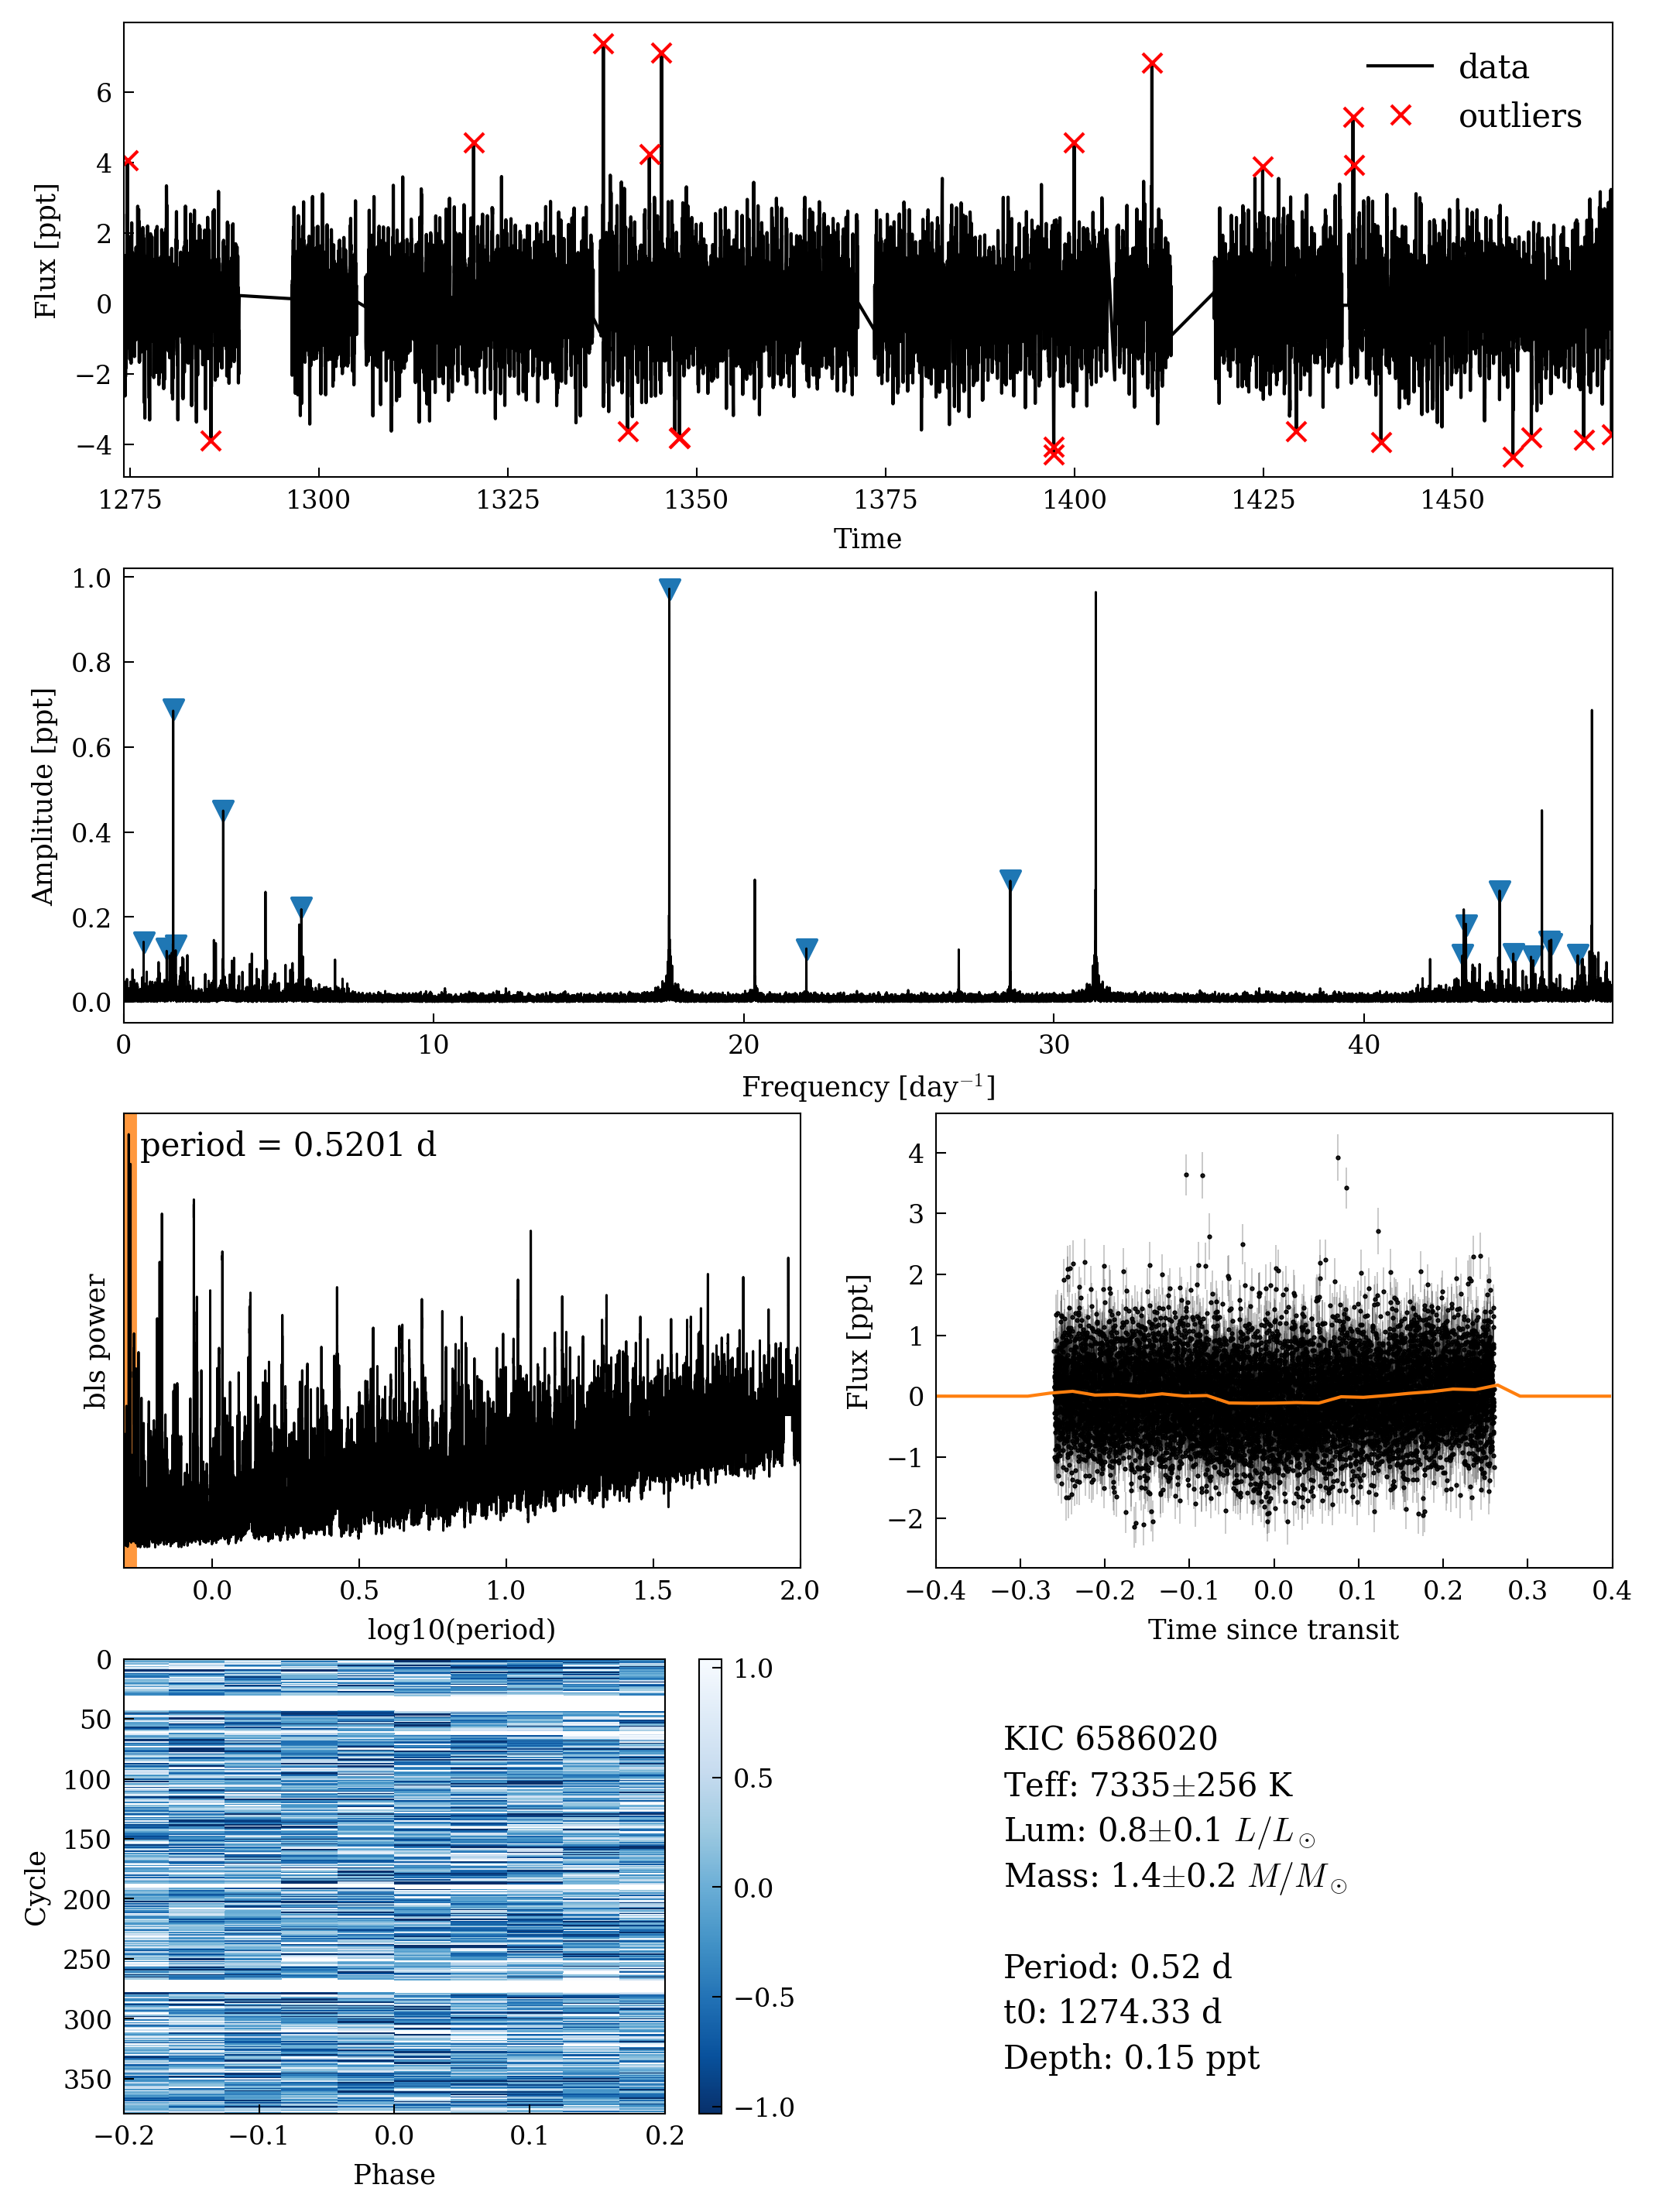 data
outliers
6
4
2
0
−2
−4
Flux [ppt]
1275 1300 1325 1350 1375 1400 1425 1450
Time
1.0
0.8
0.6
0.4
0.2
0.0
Amplitude [ppt]
0 10 20 30 40
Frequency [day⁻¹]
period = 0.5201 d
bls power
0.0 0.5 1.0 1.5 2.0
log10(period)
4
3
2
1
0
−1
−2
Flux [ppt]
−0.4 −0.3 −0.2 −0.1 0.0 0.1 0.2 0.3 0.4
Time since transit
0
50
100
150
200
250
300
350
Cycle
−0.2 −0.1 0.0 0.1 0.2
Phase
1.0
0.5
0.0
−0.5
−1.0
KIC 6586020
Teff: 7335±256 K
Lum: 0.8±0.1 L/L☉
Mass: 1.4±0.2 M/M☉
Period: 0.52 d
t0: 1274.33 d
Depth: 0.15 ppt